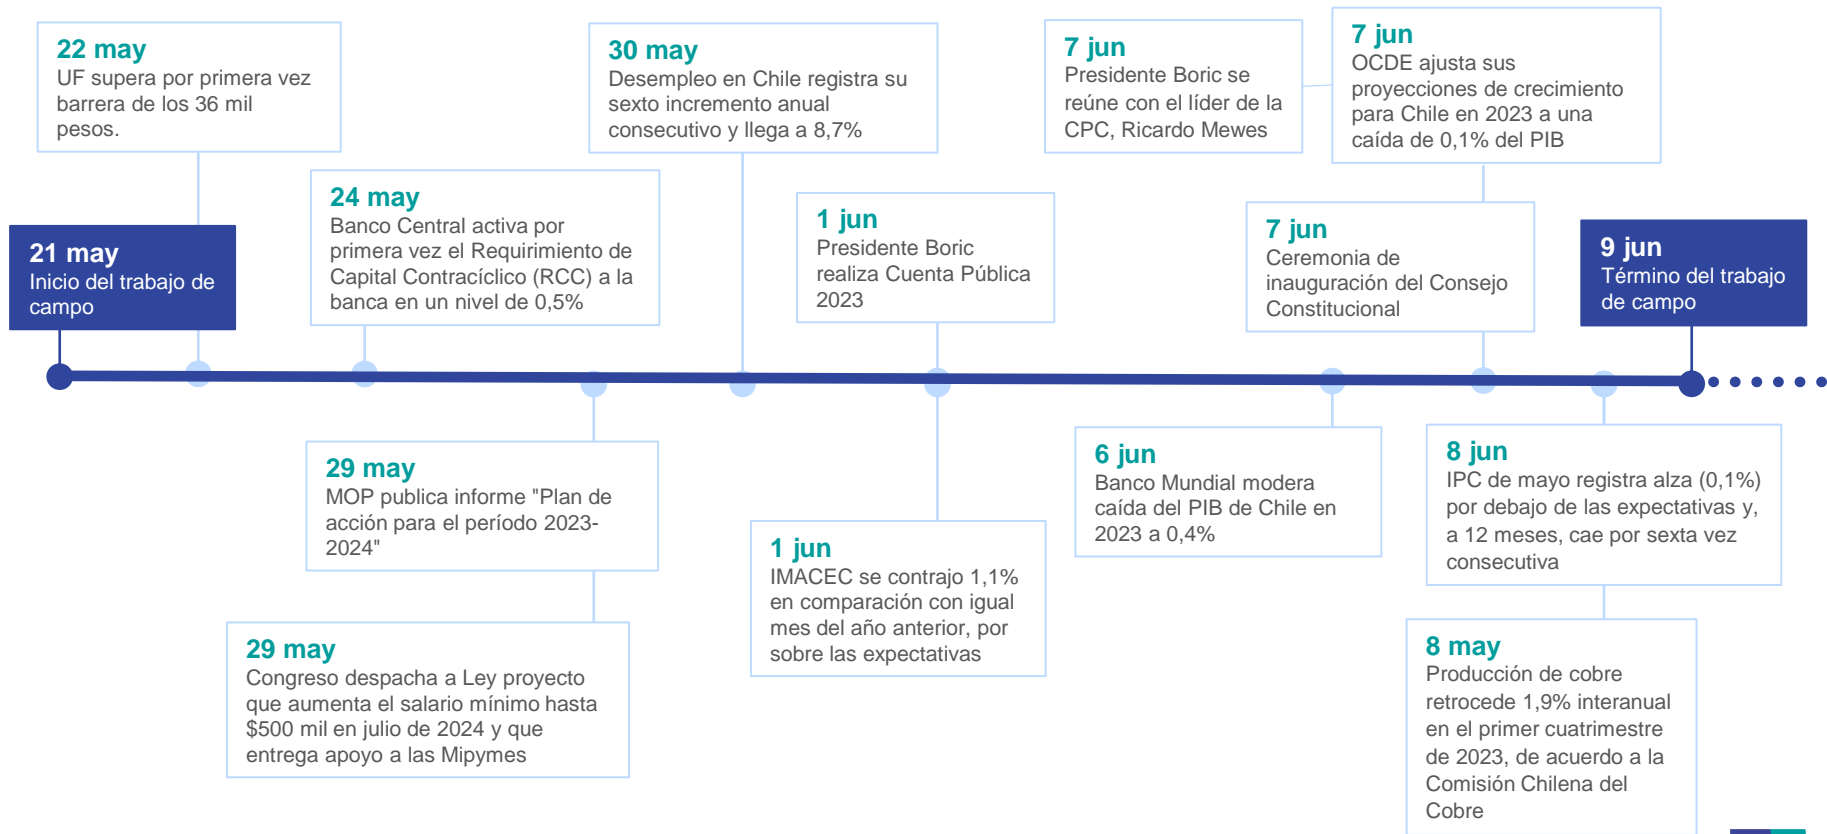 22 may
UF supera por primera vez
barrera de los 36 mil
pesos.
30 may
Desempleo en Chile registra su
sexto incremento anual
consecutivo y llega a 8,7%
7 jun
Presidente Boric se
reúne con el líder de la
CPC, Ricardo Mewes
7 jun
OCDE ajusta sus
proyecciones de crecimiento
para Chile en 2023 a una
caída de 0,1% del PIB
21 may
Inicio del trabajo de
campo
24 may
Banco Central activa por
primera vez el Requirimiento de
Capital Contracíclico (RCC) a la
banca en un nivel de 0,5%
1 jun
Presidente Boric
realiza Cuenta Pública
2023
7 jun
Ceremonia de
inauguración del Consejo
Constitucional
9 jun
Término del trabajo
de campo
29 may
MOP publica informe "Plan de
acción para el período 2023-
2024"
29 may
Congreso despacha a Ley proyecto
que aumenta el salario mínimo hasta
$500 mil en julio de 2024 y que
entrega apoyo a las Mipymes
1 jun
IMACEC se contrajo 1,1%
en comparación con igual
mes del año anterior, por
sobre las expectativas
6 jun
Banco Mundial modera
caída del PIB de Chile en
2023 a 0,4%
8 jun
IPC de mayo registra alza (0,1%)
por debajo de las expectativas y,
a 12 meses, cae por sexta vez
consecutiva
8 may
Producción de cobre
retrocede 1,9% interanual
en el primer cuatrimestre
de 2023, de acuerdo a la
Comisión Chilena del
Cobre